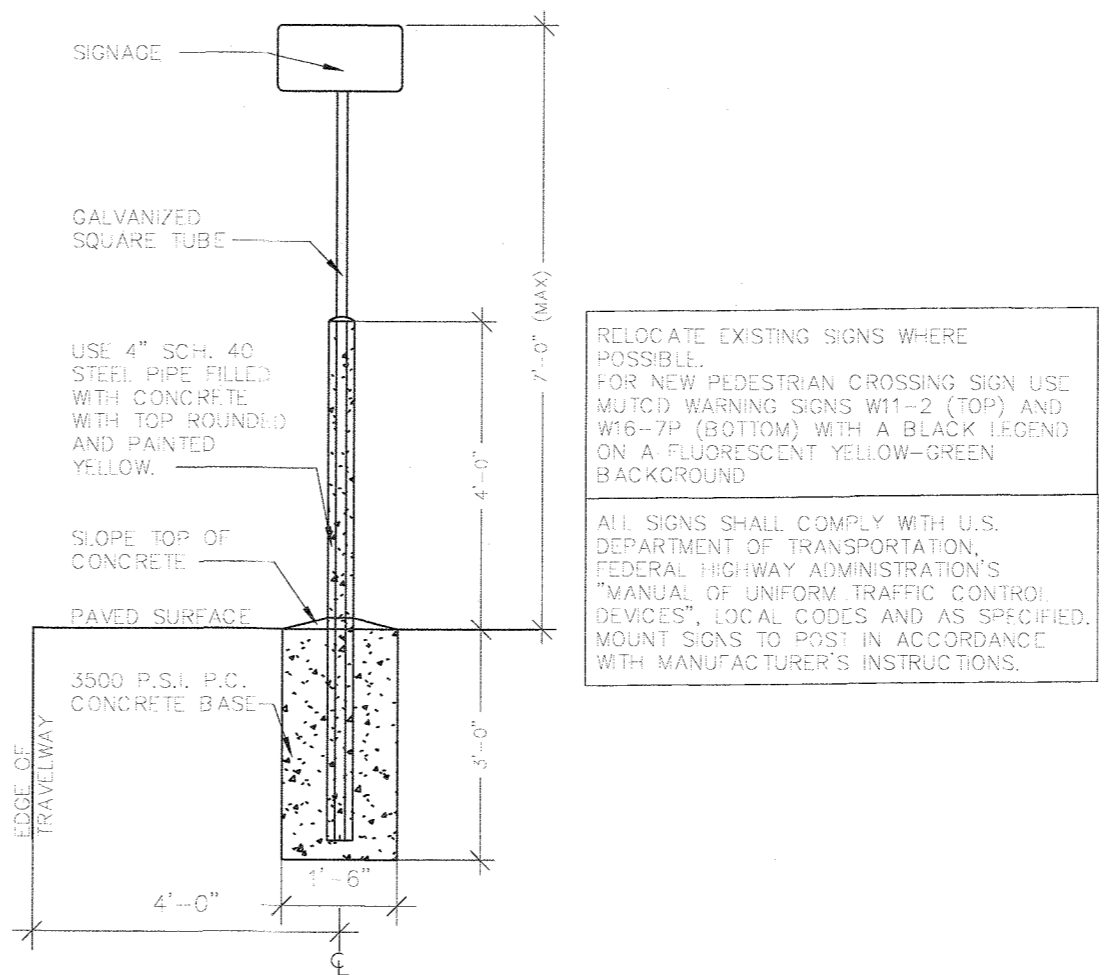 SIGNAGE
GALVANIZED
SQUARE TUBE
7'-0" (MAX)
USE 4" SCH. 40
STEEL PIPE FILLED
WITH CONCRETE
WITH TOP ROUNDED
AND PAINTED
YELLOW.
4'-0"
SLOPE TOP OF
CONCRETE
PAVED SURFACE
3500 P.S.I. P.C.
CONCRETE BASE
3'-0"
EDGE OF
TRAVELWAY
1'-6"
4'-0"
℄
RELOCATE EXISTING SIGNS WHERE
POSSIBLE.
FOR NEW PEDESTRIAN CROSSING SIGN USE
MUTCD WARNING SIGNS W11-2 (TOP) AND
W16-7P (BOTTOM) WITH A BLACK LEGEND
ON A FLUORESCENT YELLOW-GREEN
BACKGROUND
ALL SIGNS SHALL COMPLY WITH U.S.
DEPARTMENT OF TRANSPORTATION,
FEDERAL HIGHWAY ADMINISTRATION'S
"MANUAL OF UNIFORM TRAFFIC CONTROL
DEVICES", LOCAL CODES AND AS SPECIFIED.
MOUNT SIGNS TO POST IN ACCORDANCE
WITH MANUFACTURER'S INSTRUCTIONS.